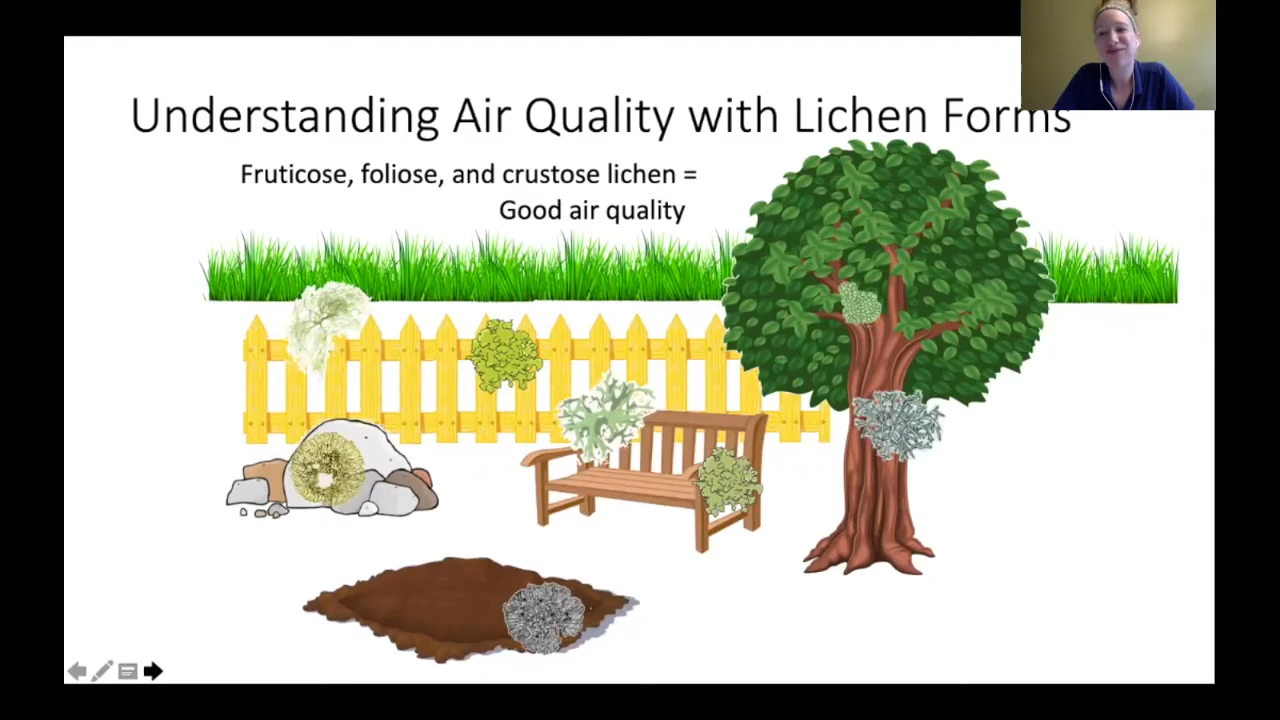 Understanding Air Quality with Lichen Forms
Fruticose, foliose, and crustose lichen =
Good air quality